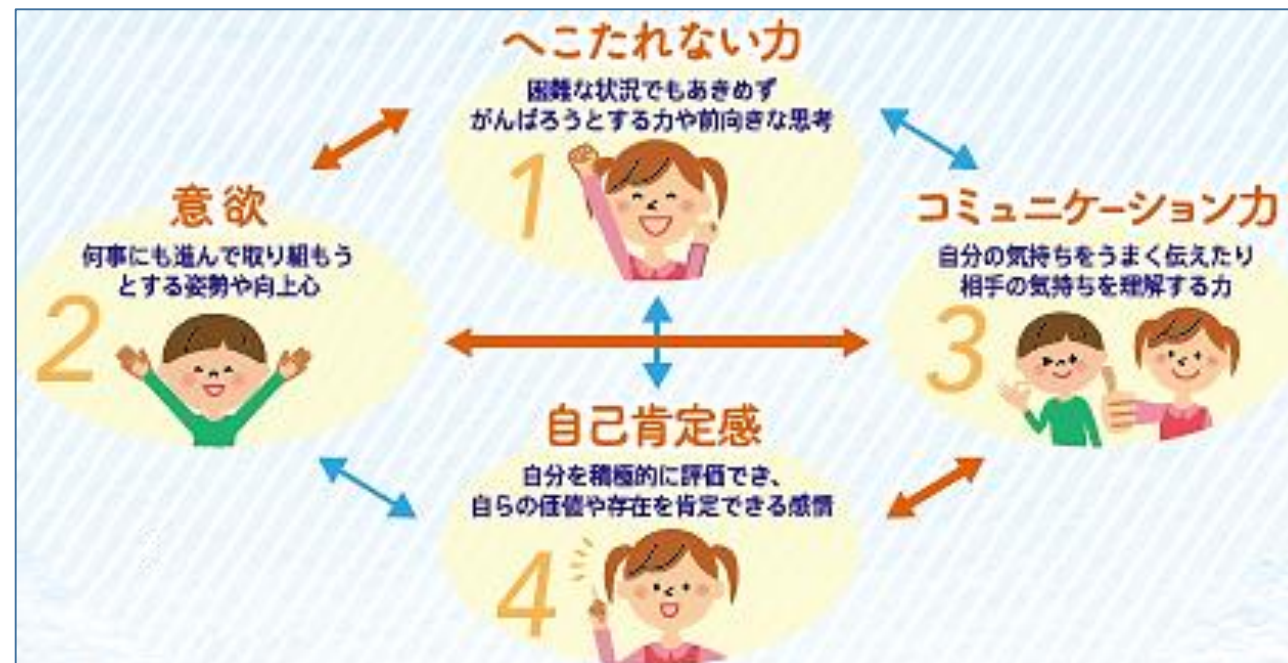 へこたれない力
困難な状況でもあきめず
がんばろうとする力や前向きな思考
1
意欲
何事にも進んで取り組もう
とする姿勢や向上心
2
コミュニケーション力
自分の気持ちをうまく伝えたり
相手の気持ちを理解する力
3
自己肯定感
自分を積極的に評価でき、
自らの価値や存在を肯定できる感情
4